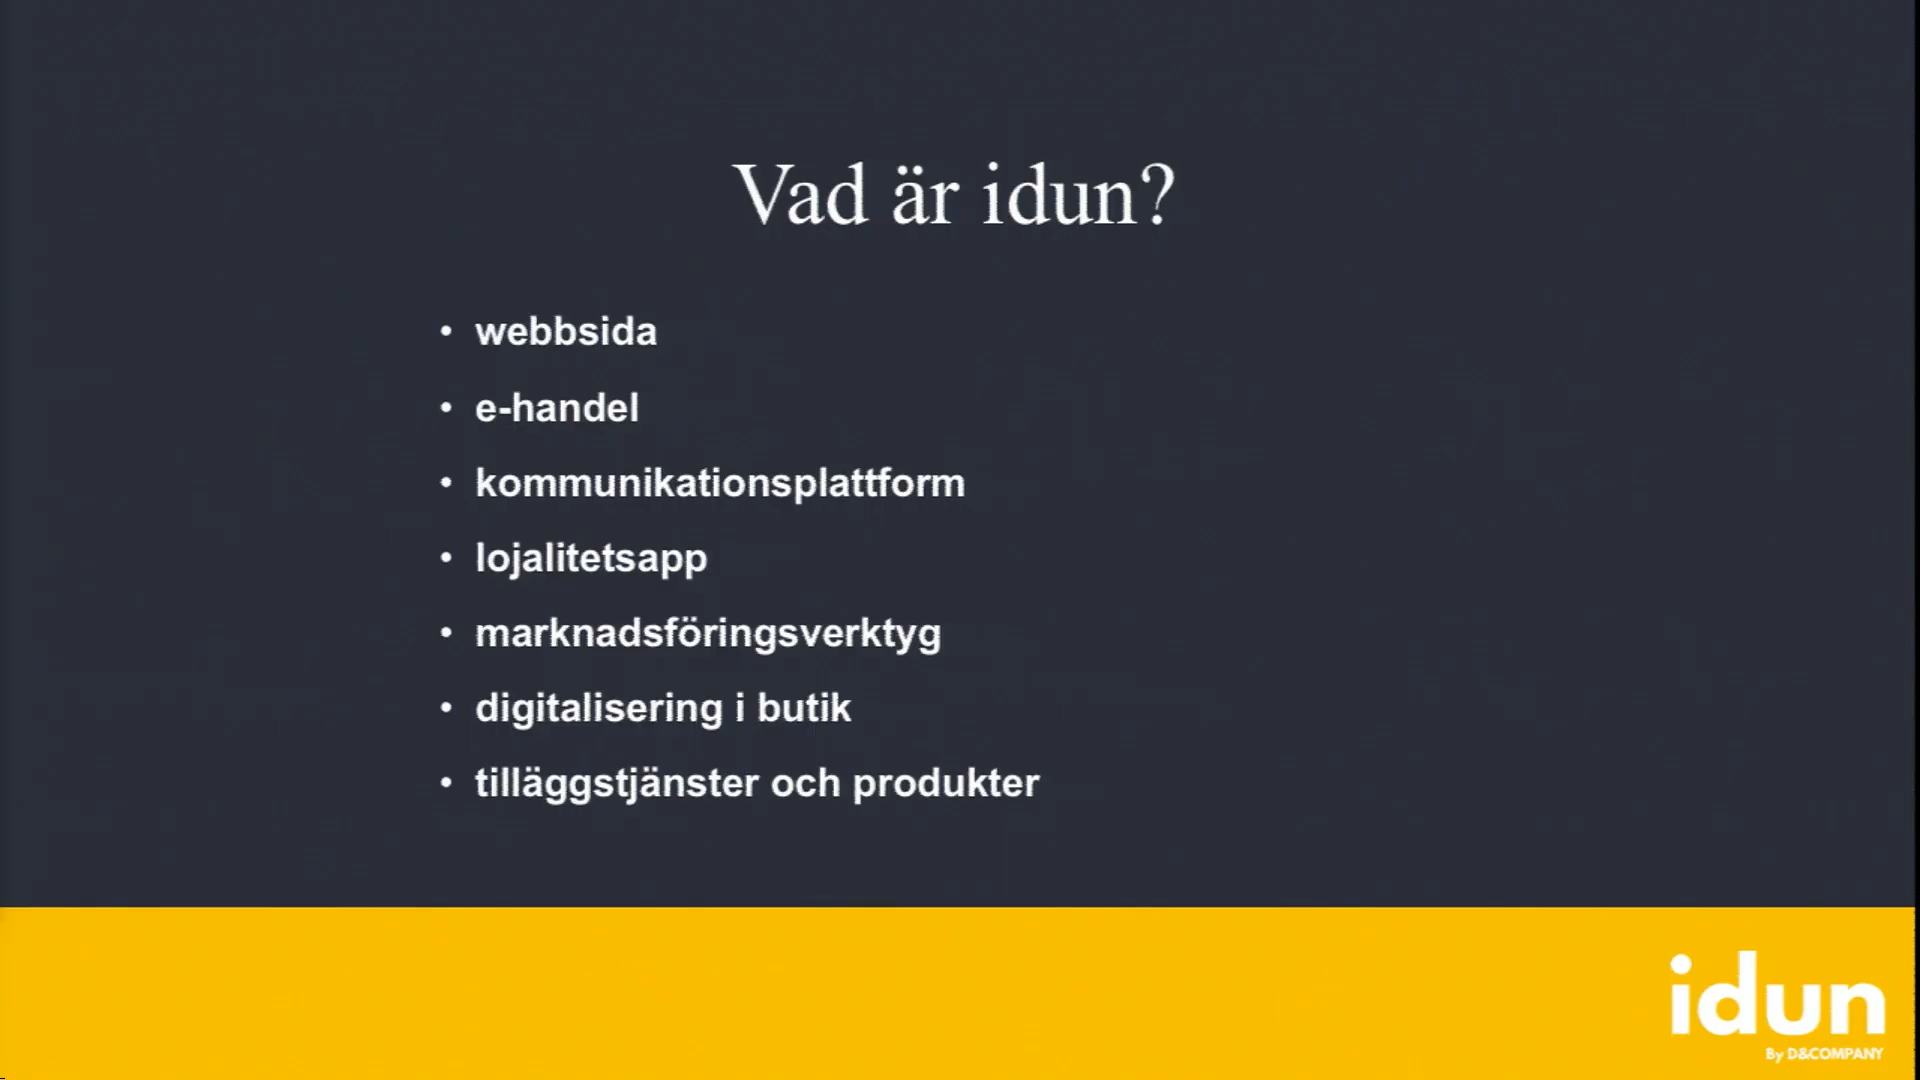 Vad är idun?
• webbsida
• e-handel
• kommunikationsplattform
• lojalitetsapp
• marknadsföringsverktyg
• digitalisering i butik
• tilläggstjänster och produkter
idun
By D&COMPANY